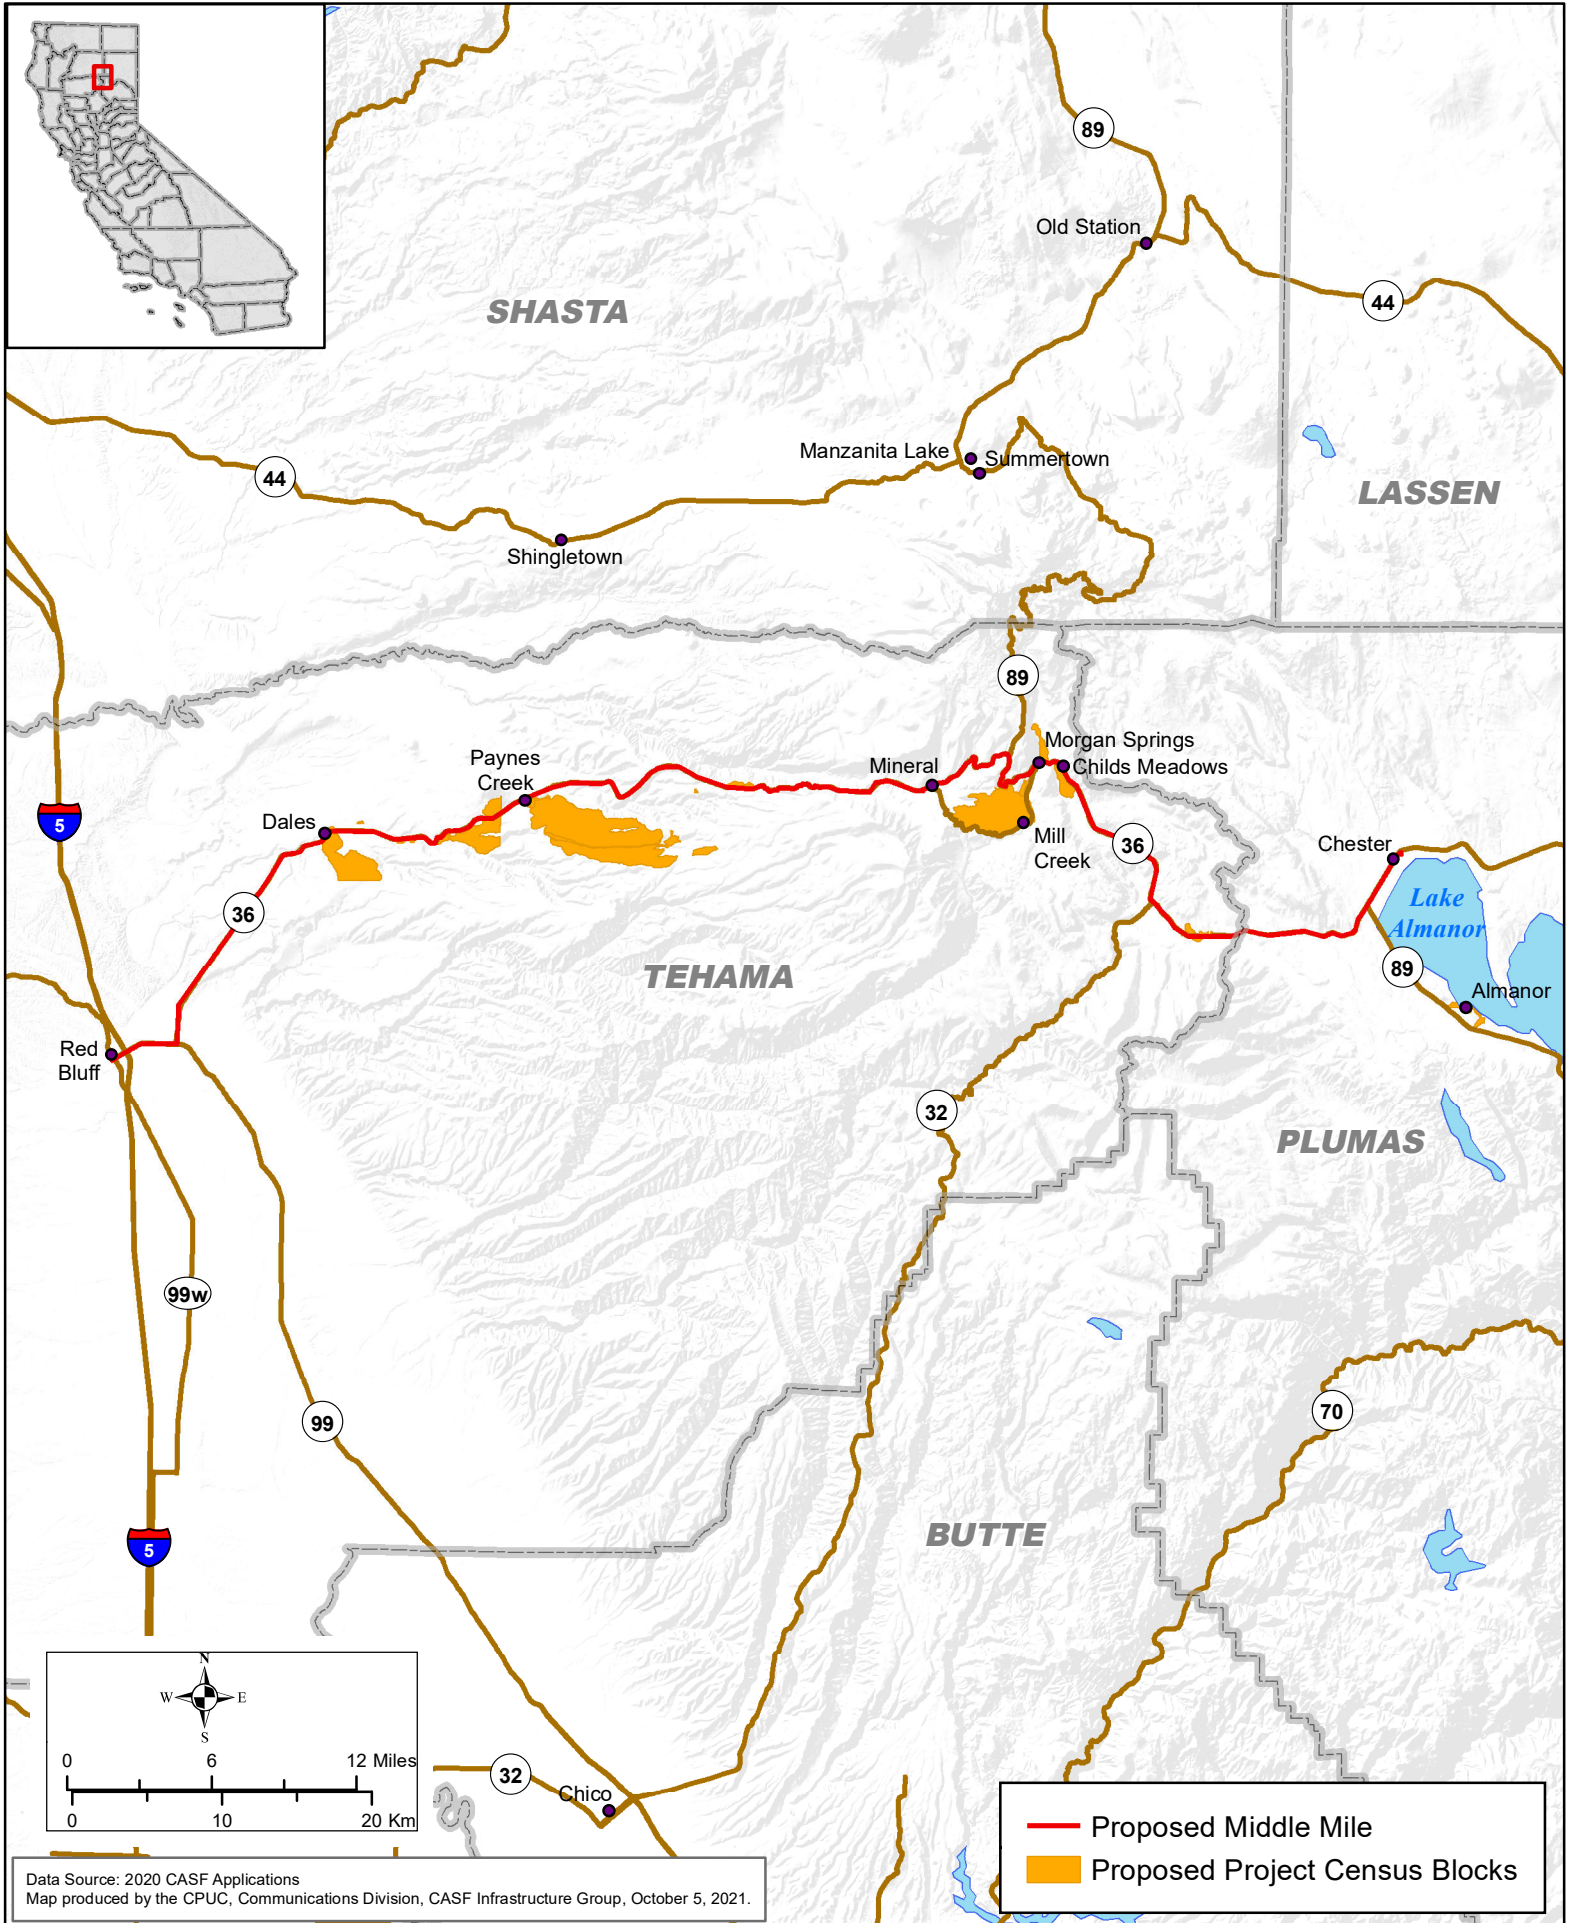 89
Old Station
SHASTA
44
Manzanita Lake
Summertown
44
LASSEN
Shingletown
89
Morgan Springs
Paynes
Creek
Mineral
Childs Meadows
5
Dales
Mill
Creek
36
Chester
36
Lake
Almanor
TEHAMA
89
Almanor
Red
Bluff
32
PLUMAS
99w
99
70
BUTTE
5
N
W
E
S
0 6 12 Miles
0 10 20 Km
32
Chico
Proposed Middle Mile
Proposed Project Census Blocks
Data Source: 2020 CASF Applications
Map produced by the CPUC, Communications Division, CASF Infrastructure Group, October 5, 2021.